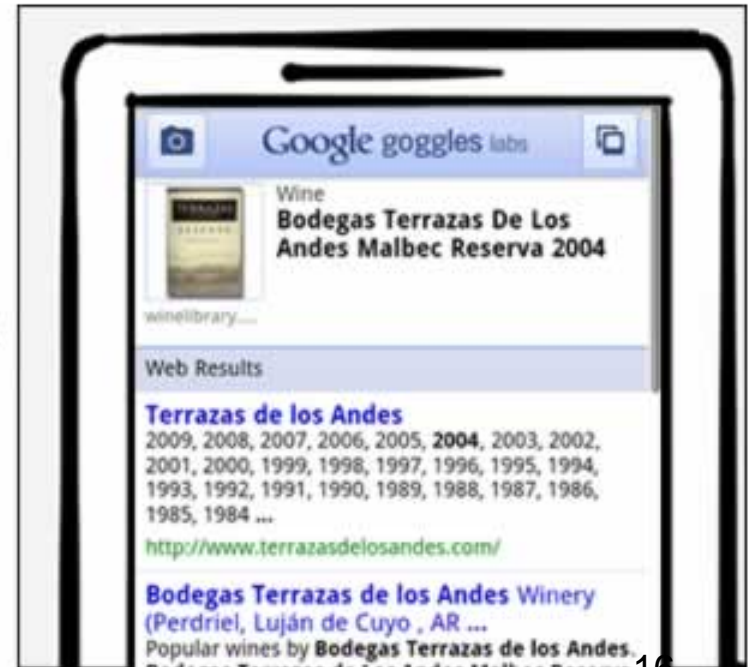 Google goggles labs
Wine
Bodegas Terrazas De Los
Andes Malbec Reserva 2004
winelibrary....
Web Results
Terrazas de los Andes
2009, 2008, 2007, 2006, 2005, 2004, 2003, 2002,
2001, 2000, 1999, 1998, 1997, 1996, 1995, 1994,
1993, 1992, 1991, 1990, 1989, 1988, 1987, 1986,
1985, 1984 ...
http://www.terrazasdelosandes.com/
Bodegas Terrazas de los Andes Winery
(Perdriel, Luján de Cuyo , AR ...
Popular wines by Bodegas Terrazas de los Andes.